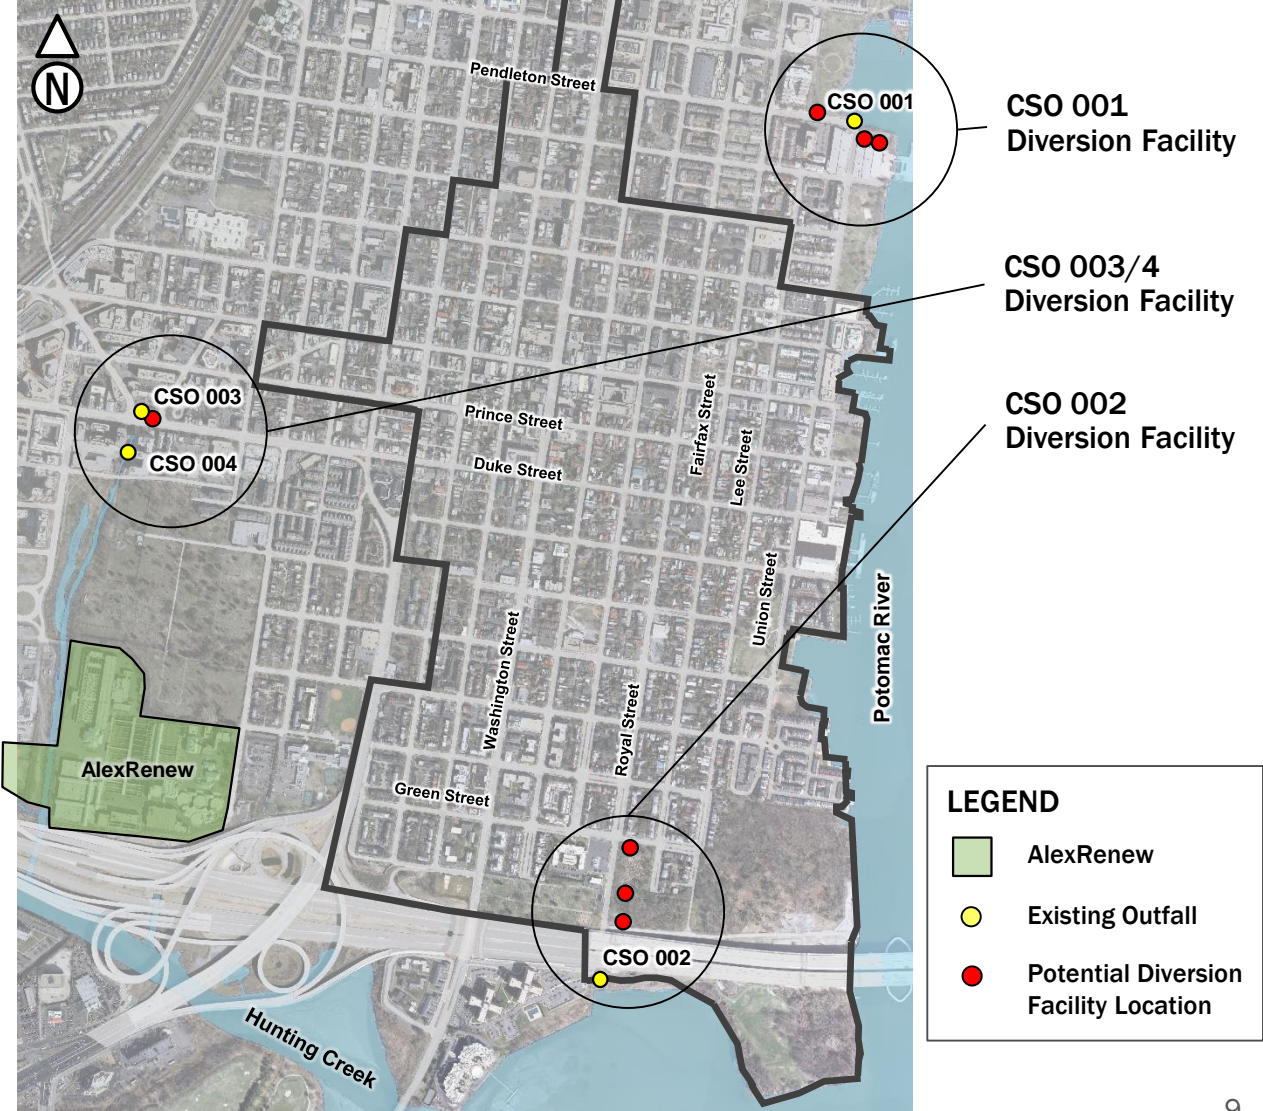 N
Pendleton Street
CSO 001
CSO 001
Diversion Facility
CSO 003/4
Diversion Facility
CSO 003
CSO 004
Prince Street
Duke Street
Fairfax Street
Lee Street
CSO 002
Diversion Facility
Union Street
Potomac River
Washington Street
Royal Street
AlexRenew
Green Street
CSO 002
Hunting Creek
LEGEND
AlexRenew
Existing Outfall
Potential Diversion
Facility Location
9